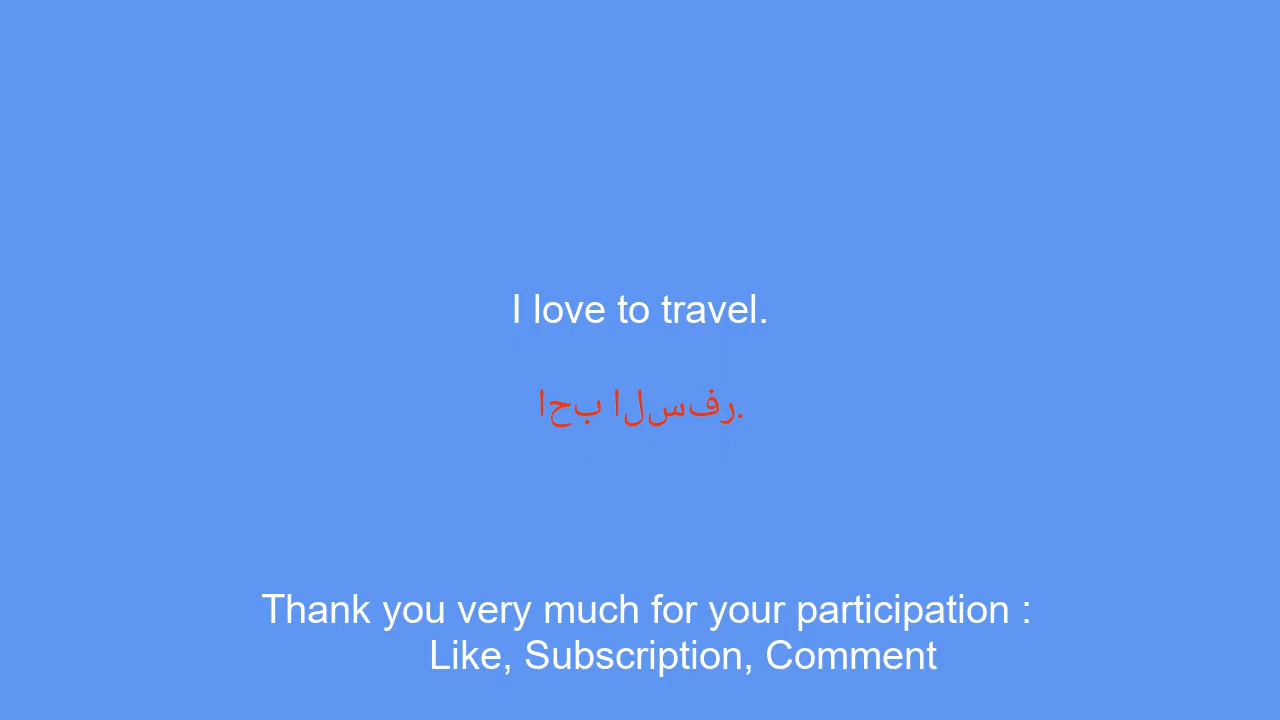 I love to travel.
احب السفر.
Thank you very much for your participation :
Like, Subscription, Comment